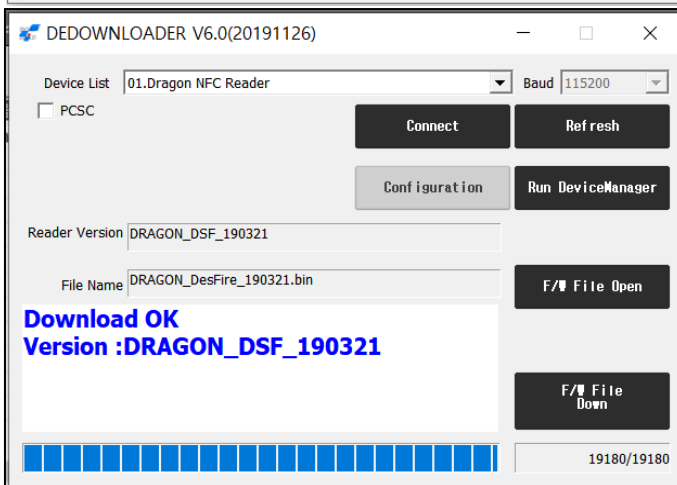 DEDOWNLOADER V6.0(20191126)
Device List 01.Dragon NFC Reader Baud 115200
PCSC
Connect Refresh
Configuration Run DeviceManager
Reader Version DRAGON_DSF_190321
File Name DRAGON_DesFire_190321.bin
F/W File Open
Download OK
Version :DRAGON_DSF_190321
F/W File
Down
19180/19180